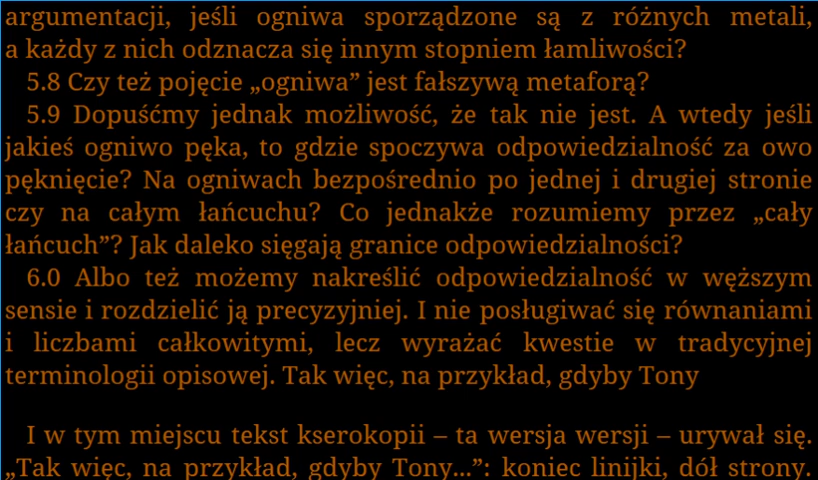 argumentacji, jeśli ogniwa sporządzone są z różnych metali,
a każdy z nich odznacza się innym stopniem łamliwości?
5.8 Czy też pojęcie „ogniwa” jest fałszywą metaforą?
5.9 Dopuśćmy jednak możliwość, że tak nie jest. A wtedy jeśli
jakieś ogniwo pęka, to gdzie spoczywa odpowiedzialność za owo
pęknięcie? Na ogniwach bezpośrednio po jednej i drugiej stronie
czy na całym łańcuchu? Co jednakże rozumiemy przez „cały
łańcuch”? Jak daleko sięgają granice odpowiedzialności?
6.0 Albo też możemy nakreślić odpowiedzialność w węższym
sensie i rozdzielić ją precyzyjniej. I nie posługiwać się równaniami
i liczbami całkowitymi, lecz wyrażać kwestie w tradycyjnej
terminologii opisowej. Tak więc, na przykład, gdyby Tony
I w tym miejscu tekst kserokopii – ta wersja wersji – urywał się.
„Tak więc, na przykład, gdyby Tony...”: koniec linijki, dół strony.